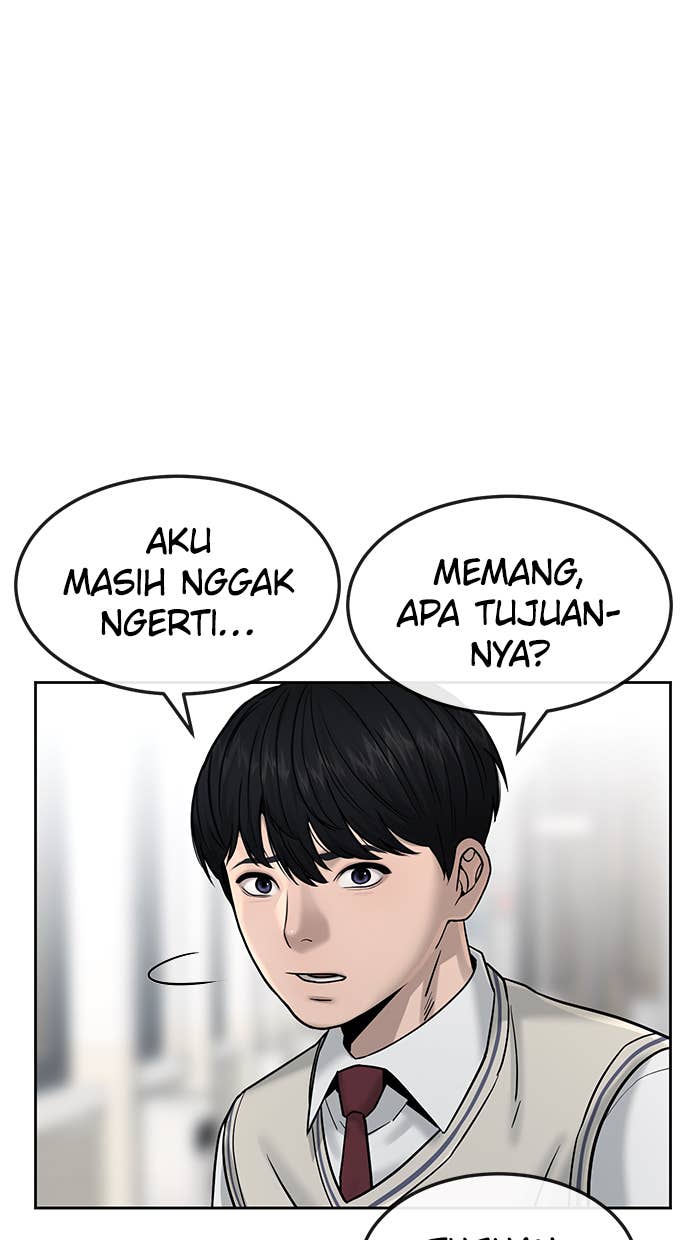 AKU
MASIH NGGAK
NGERTI...
MEMANG,
APA TUJUAN-
NYA?